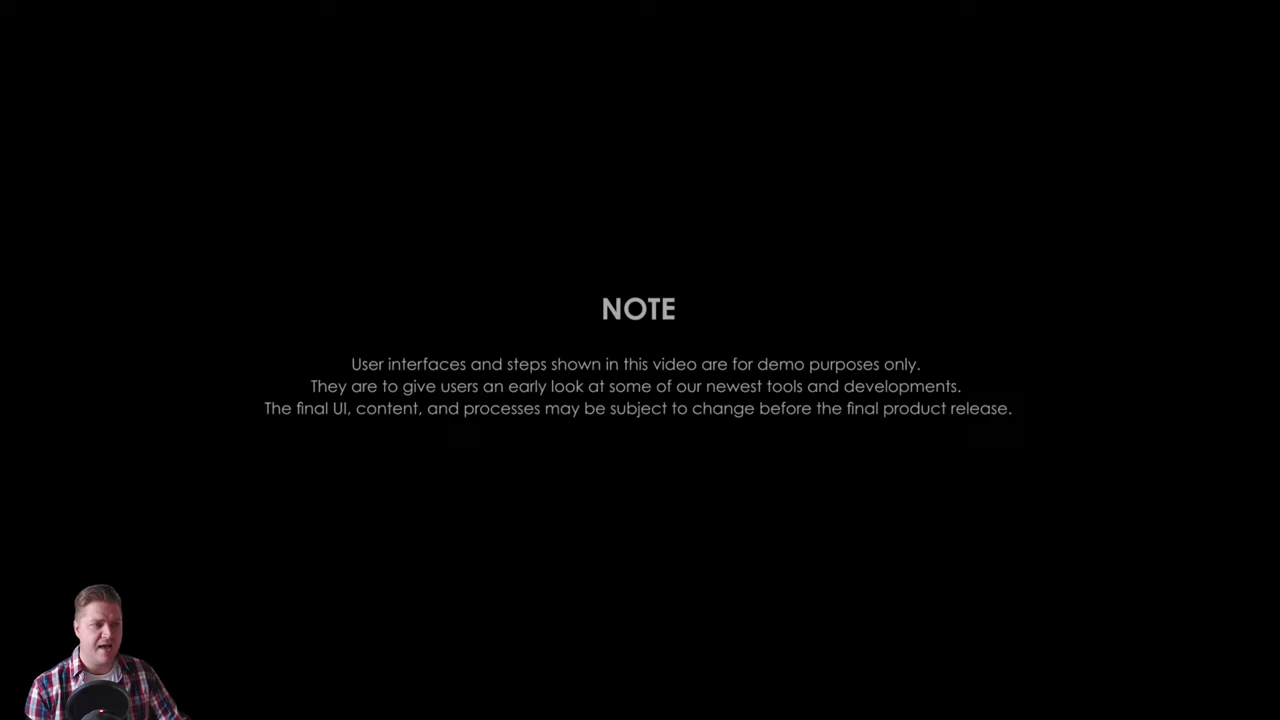 NOTE
User interfaces and steps shown in this video are for demo purposes only.
They are to give users an early look at some of our newest tools and developments.
The final UI, content, and processes may be subject to change before the final product release.